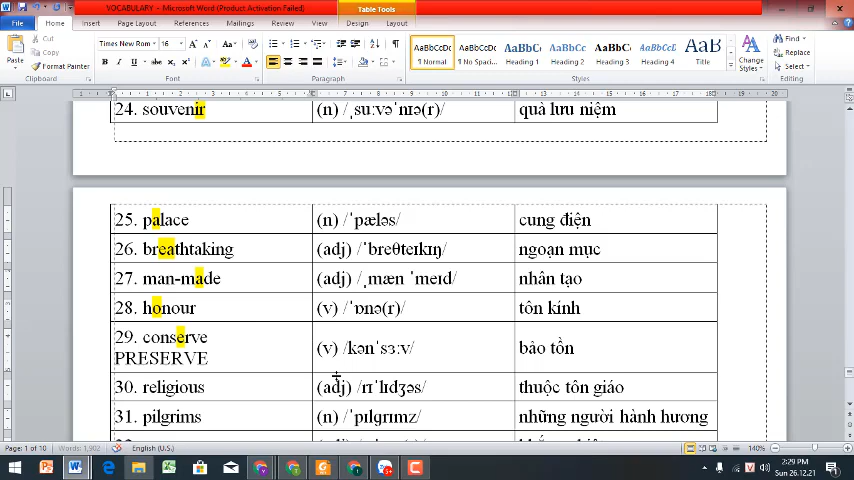 VOCABULARY - Microsoft Word (Product Activation Failed)
Table Tools
File Home Insert Page Layout References Mailings Review View Design Layout
Cut
Copy
Format Painter
Paste
Clipboard
Times New Rom 16
Font
Paragraph
AaBbCcDc AaBbCcDc AaBbC AaBbCc AaBbCc AaBbCcD AaB
¶ Normal ¶ No Spaci... Heading 1 Heading 2 Heading 3 Heading 4 Title
Change Styles
Styles
Find
Replace
Select
Editing
24. souvenir (n) /ˌsuːvəˈnɪə(r)/ quà lưu niệm
25. palace (n) /ˈpæləs/ cung điện
26. breathtaking (adj) /ˈbreθteɪkɪŋ/ ngoạn mục
27. man-made (adj) /ˌmæn ˈmeɪd/ nhân tạo
28. honour (v) /ˈɒnə(r)/ tôn kính
29. conserve
PRESERVE (v) /kənˈsɜːv/ bảo tồn
30. religious (adj) /rɪˈlɪdʒəs/ thuộc tôn giáo
31. pilgrims (n) /ˈpɪlɡrɪmz/ những người hành hương
Page: 1 of 10 Words: 1,902 English (U.S.) 140%
2:29 PM
Sun 26.12.21